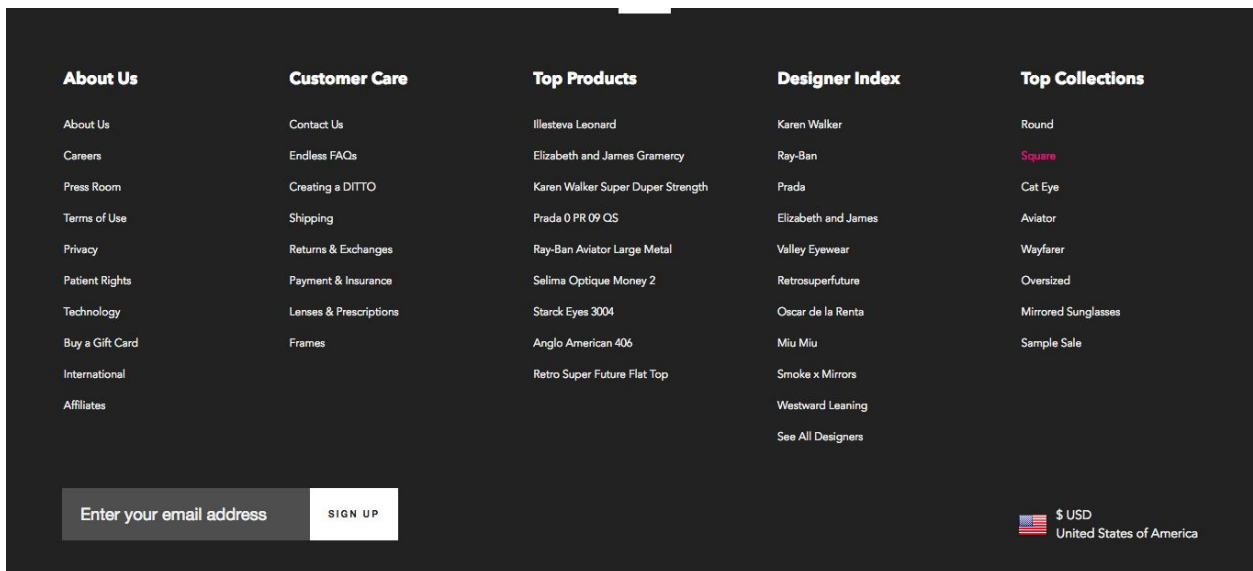 About Us
About Us
Careers
Press Room
Terms of Use
Privacy
Patient Rights
Technology
Buy a Gift Card
International
Affiliates
Customer Care
Contact Us
Endless FAQs
Creating a DITTO
Shipping
Returns & Exchanges
Payment & Insurance
Lenses & Prescriptions
Frames
Top Products
Illesteva Leonard
Elizabeth and James Gramercy
Karen Walker Super Duper Strength
Prada 0 PR 09 QS
Ray-Ban Aviator Large Metal
Selima Optique Money 2
Starck Eyes 3004
Anglo American 406
Retro Super Future Flat Top
Designer Index
Karen Walker
Ray-Ban
Prada
Elizabeth and James
Valley Eyewear
Retrosuperfuture
Oscar de la Renta
Miu Miu
Smoke x Mirrors
Westward Leaning
See All Designers
Top Collections
Round
Square
Cat Eye
Aviator
Wayfarer
Oversized
Mirrored Sunglasses
Sample Sale
Enter your email address
SIGN UP
$ USD
United States of America